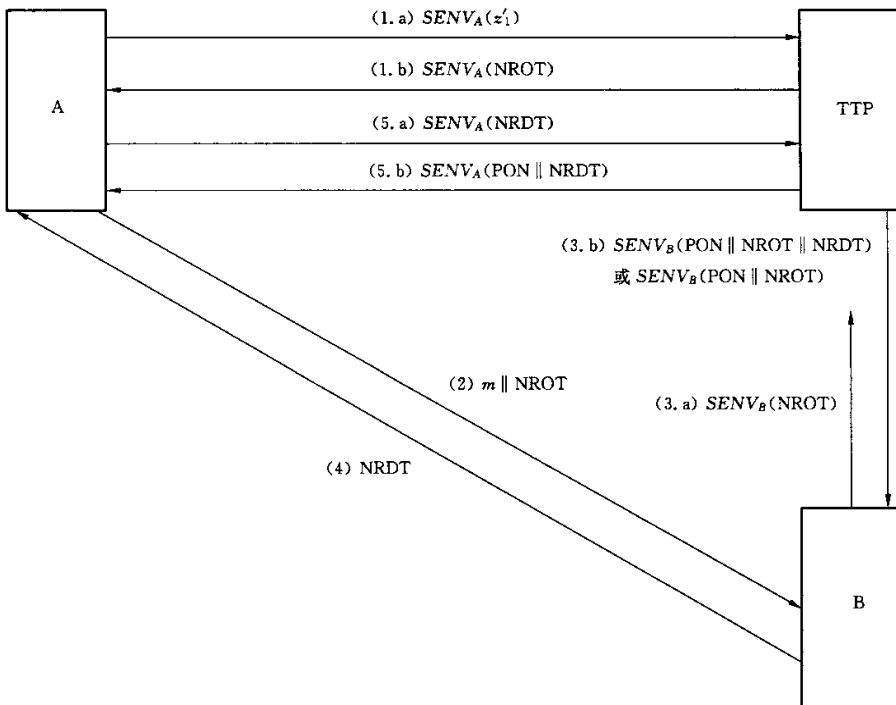 (1.a) SENV_A(z′_1)
(1.b) SENV_A(NROT)
A
TTP
(5.a) SENV_A(NRDT)
(5.b) SENV_A(PON ‖ NRDT)
(3.b) SENV_B(PON ‖ NROT ‖ NRDT)
或 SENV_B(PON ‖ NROT)
(2) m ‖ NROT
(3.a) SENV_B(NROT)
(4) NRDT
B